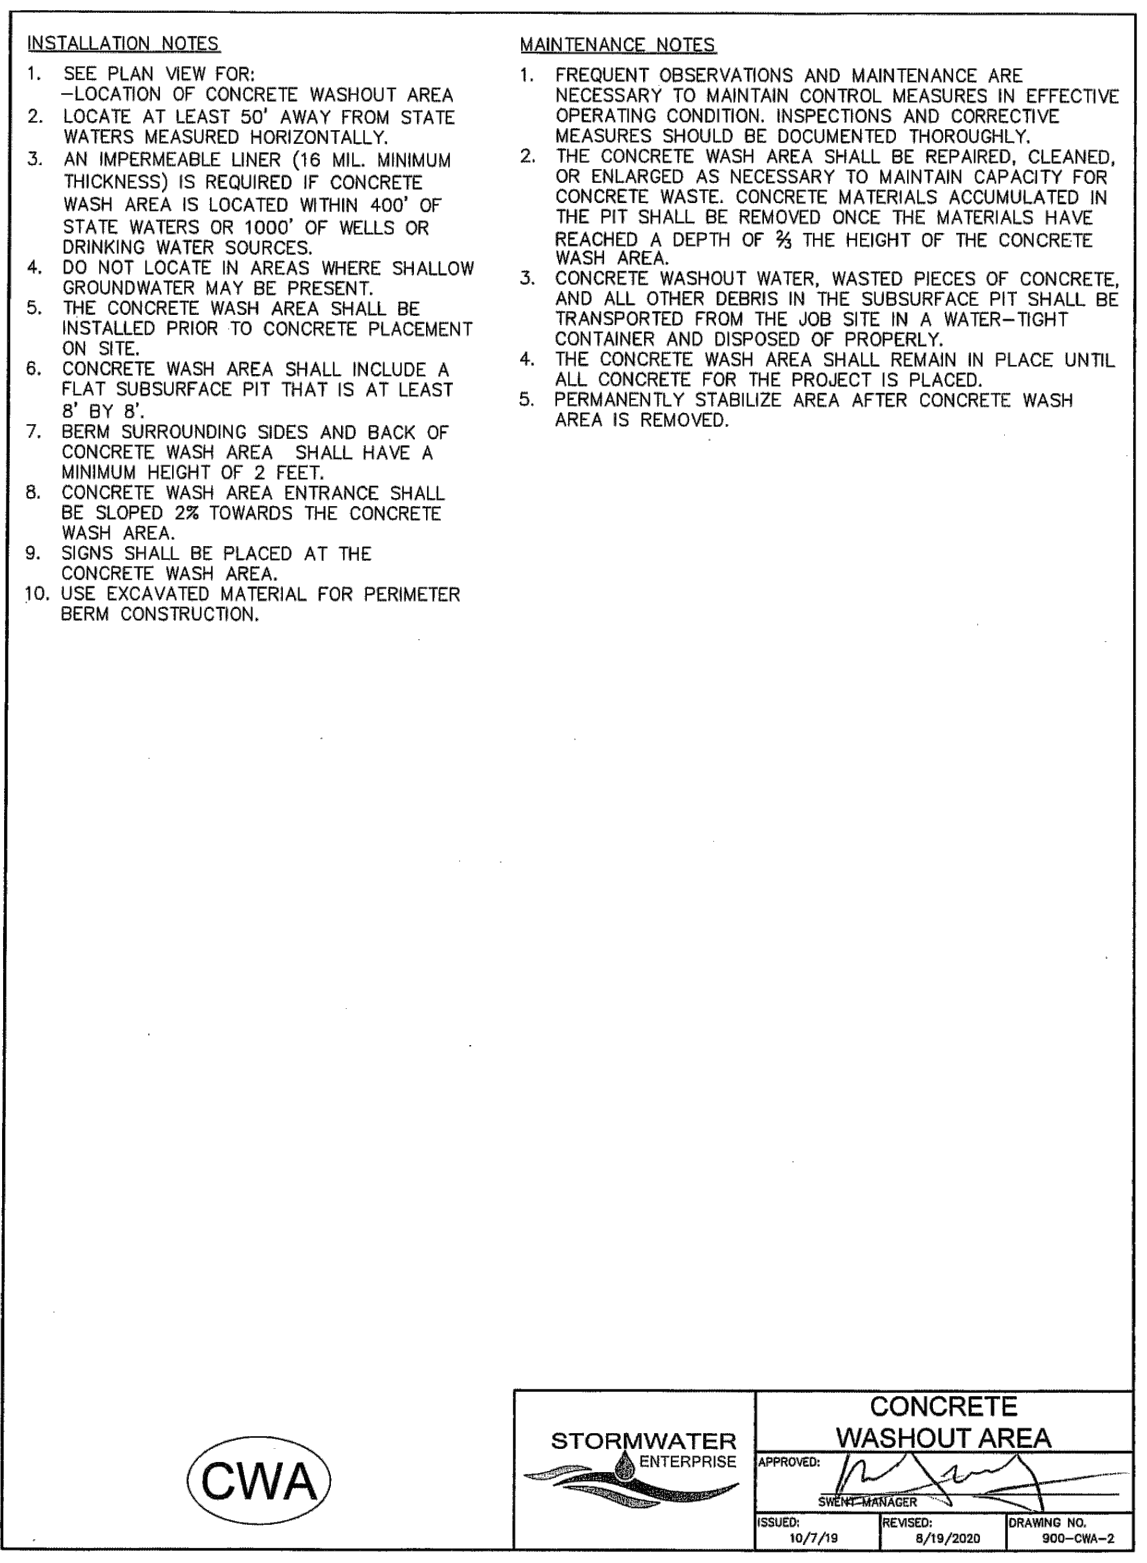 INSTALLATION NOTES
1. SEE PLAN VIEW FOR:
–LOCATION OF CONCRETE WASHOUT AREA
2. LOCATE AT LEAST 50' AWAY FROM STATE
WATERS MEASURED HORIZONTALLY.
3. AN IMPERMEABLE LINER (16 MIL. MINIMUM
THICKNESS) IS REQUIRED IF CONCRETE
WASH AREA IS LOCATED WITHIN 400' OF
STATE WATERS OR 1000' OF WELLS OR
DRINKING WATER SOURCES.
4. DO NOT LOCATE IN AREAS WHERE SHALLOW
GROUNDWATER MAY BE PRESENT.
5. THE CONCRETE WASH AREA SHALL BE
INSTALLED PRIOR TO CONCRETE PLACEMENT
ON SITE.
6. CONCRETE WASH AREA SHALL INCLUDE A
FLAT SUBSURFACE PIT THAT IS AT LEAST
8' BY 8'.
7. BERM SURROUNDING SIDES AND BACK OF
CONCRETE WASH AREA SHALL HAVE A
MINIMUM HEIGHT OF 2 FEET.
8. CONCRETE WASH AREA ENTRANCE SHALL
BE SLOPED 2% TOWARDS THE CONCRETE
WASH AREA.
9. SIGNS SHALL BE PLACED AT THE
CONCRETE WASH AREA.
10. USE EXCAVATED MATERIAL FOR PERIMETER
BERM CONSTRUCTION.
MAINTENANCE NOTES
1. FREQUENT OBSERVATIONS AND MAINTENANCE ARE
NECESSARY TO MAINTAIN CONTROL MEASURES IN EFFECTIVE
OPERATING CONDITION. INSPECTIONS AND CORRECTIVE
MEASURES SHOULD BE DOCUMENTED THOROUGHLY.
2. THE CONCRETE WASH AREA SHALL BE REPAIRED, CLEANED,
OR ENLARGED AS NECESSARY TO MAINTAIN CAPACITY FOR
CONCRETE WASTE. CONCRETE MATERIALS ACCUMULATED IN
THE PIT SHALL BE REMOVED ONCE THE MATERIALS HAVE
REACHED A DEPTH OF ⅔ THE HEIGHT OF THE CONCRETE
WASH AREA.
3. CONCRETE WASHOUT WATER, WASTED PIECES OF CONCRETE,
AND ALL OTHER DEBRIS IN THE SUBSURFACE PIT SHALL BE
TRANSPORTED FROM THE JOB SITE IN A WATER–TIGHT
CONTAINER AND DISPOSED OF PROPERLY.
4. THE CONCRETE WASH AREA SHALL REMAIN IN PLACE UNTIL
ALL CONCRETE FOR THE PROJECT IS PLACED.
5. PERMANENTLY STABILIZE AREA AFTER CONCRETE WASH
AREA IS REMOVED.
CWA
STORMWATER
ENTERPRISE
CONCRETE
WASHOUT AREA
APPROVED:
SWENT MANAGER
ISSUED:
10/7/19
REVISED:
8/19/2020
DRAWING NO.
900–CWA–2